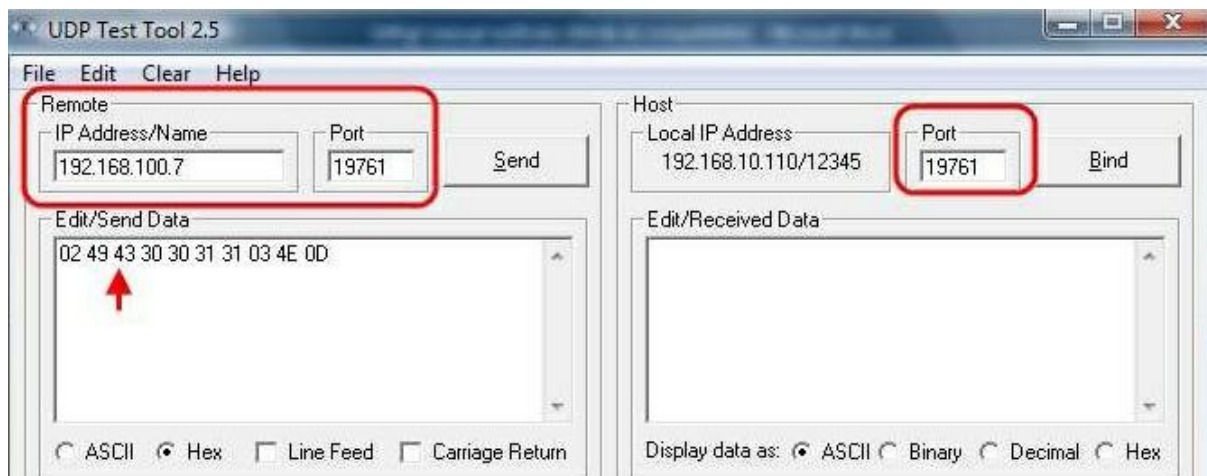 UDP Test Tool 2.5
File Edit Clear Help
Remote
IP Address/Name
192.168.100.7
Port
19761
Send
Host
Local IP Address
192.168.10.110/12345
Port
19761
Bind
Edit/Send Data
02 49 43 30 30 31 31 03 4E 0D
ASCII Hex Line Feed Carriage Return
Edit/Received Data
Display data as: ASCII Binary Decimal Hex